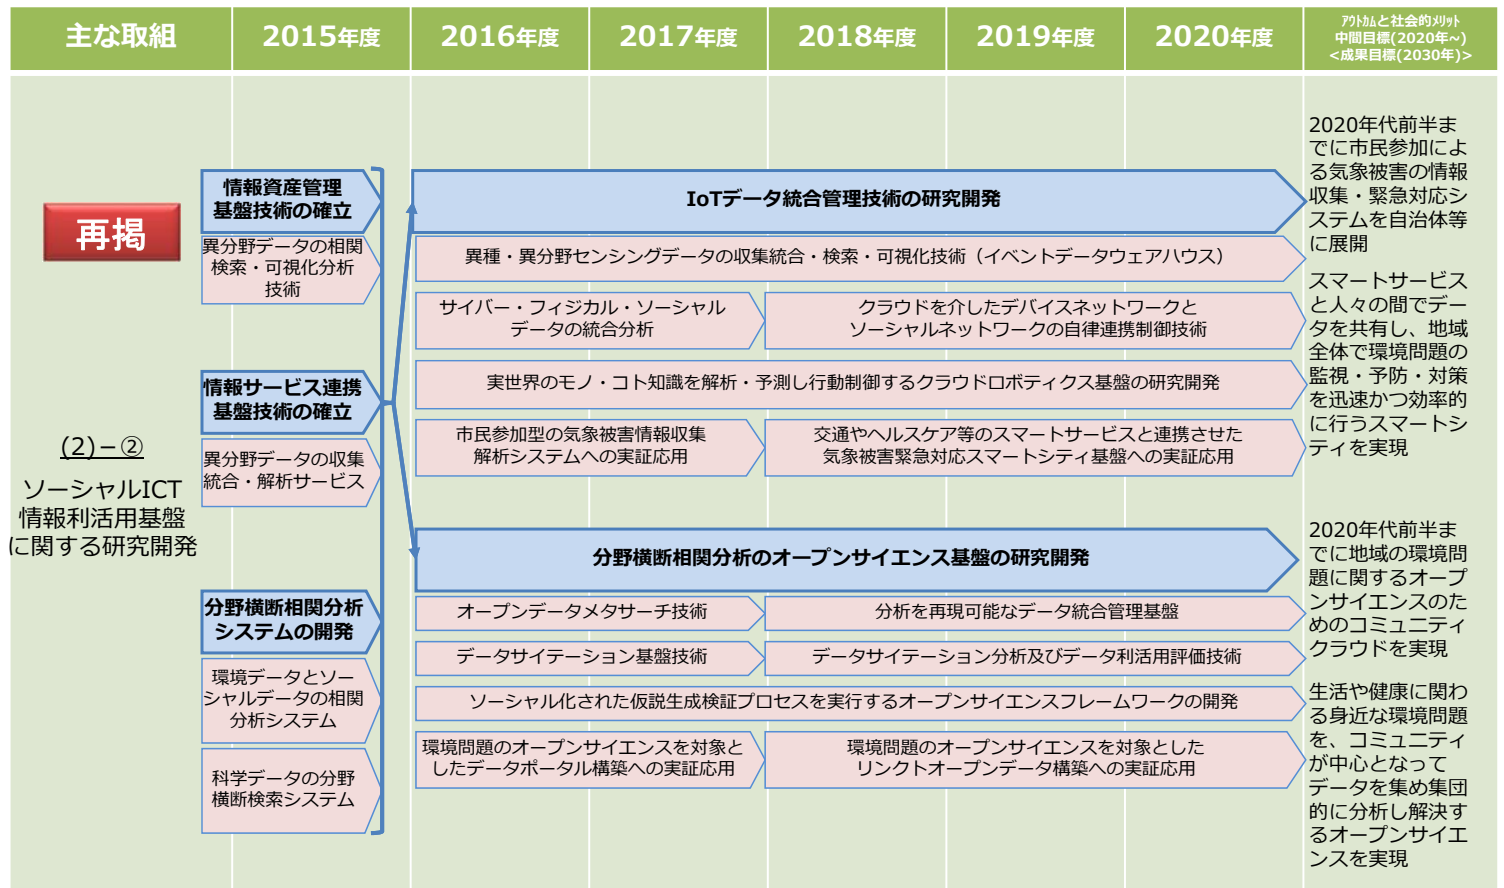 主な取組
2015年度
2016年度
2017年度
2018年度
2019年度
2020年度
ｱｳﾄｶﾑと社会的ﾒﾘｯﾄ
中間目標(2020年~)
<成果目標(2030年)>
再掲
(2)－②
ソーシャルICT
情報利活用基盤
に関する研究開発
情報資産管理
基盤技術の確立
異分野データの相関
検索・可視化分析
技術
情報サービス連携
基盤技術の確立
異分野データの収集
統合・解析サービス
分野横断相関分析
システムの開発
環境データとソー
シャルデータの相関
分析システム
科学データの分野
横断検索システム
IoTデータ統合管理技術の研究開発
異種・異分野センシングデータの収集統合・検索・可視化技術（イベントデータウェアハウス）
サイバー・フィジカル・ソーシャル
データの統合分析
クラウドを介したデバイスネットワークと
ソーシャルネットワークの自律連携制御技術
実世界のモノ・コト知識を解析・予測し行動制御するクラウドロボティクス基盤の研究開発
市民参加型の気象被害情報収集
解析システムへの実証応用
交通やヘルスケア等のスマートサービスと連携させた
気象被害緊急対応スマートシティ基盤への実証応用
分野横断相関分析のオープンサイエンス基盤の研究開発
オープンデータメタサーチ技術
分析を再現可能なデータ統合管理基盤
データサイテーション基盤技術
データサイテーション分析及びデータ利活用評価技術
ソーシャル化された仮説生成検証プロセスを実行するオープンサイエンスフレームワークの開発
環境問題のオープンサイエンスを対象と
したデータポータル構築への実証応用
環境問題のオープンサイエンスを対象とした
リンクトオープンデータ構築への実証応用
2020年代前半ま
でに市民参加によ
る気象被害の情報
収集・緊急対応シ
ステムを自治体等
に展開
スマートサービス
と人々の間でデー
タを共有し、地域
全体で環境問題の
監視・予防・対策
を迅速かつ効率的
に行うスマートシ
ティを実現
2020年代前半ま
でに地域の環境問
題に関するオープ
ンサイエンスのた
めのコミュニティ
クラウドを実現
生活や健康に関わ
る身近な環境問題
を、コミュニティ
が中心となって
データを集め集団
的に分析し解決す
るオープンサイエ
ンスを実現